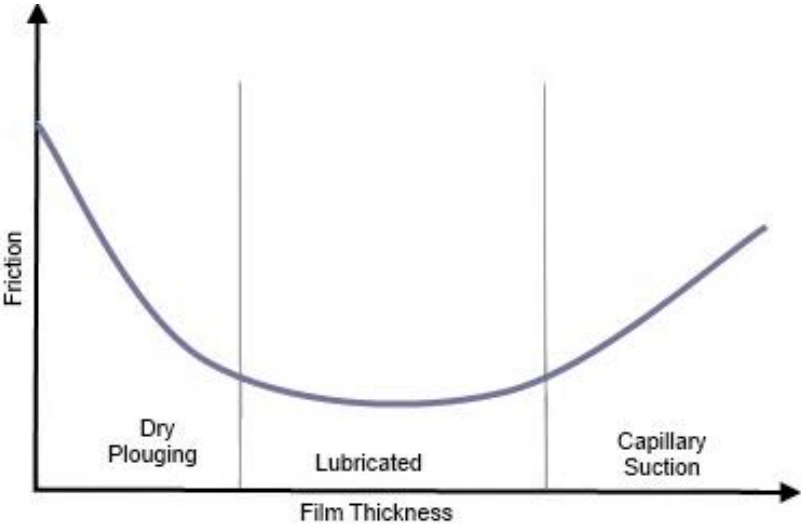 Friction
Dry
Plouging
Lubricated
Capillary
Suction
Film Thickness